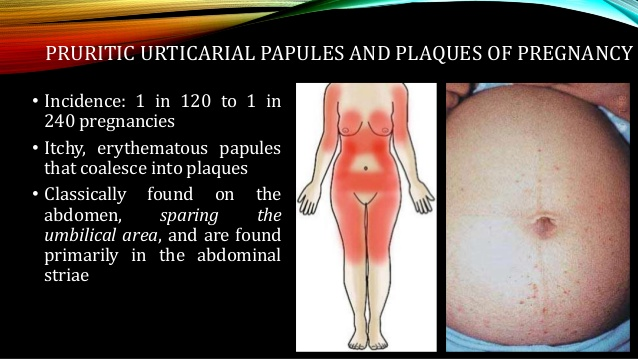 PRURITIC URTICARIAL PAPULES AND PLAQUES OF PREGNANCY
• Incidence: 1 in 120 to 1 in
240 pregnancies
• Itchy, erythematous papules
that coalesce into plaques
• Classically found on the
abdomen, sparing the
umbilical area, and are found
primarily in the abdominal
striae